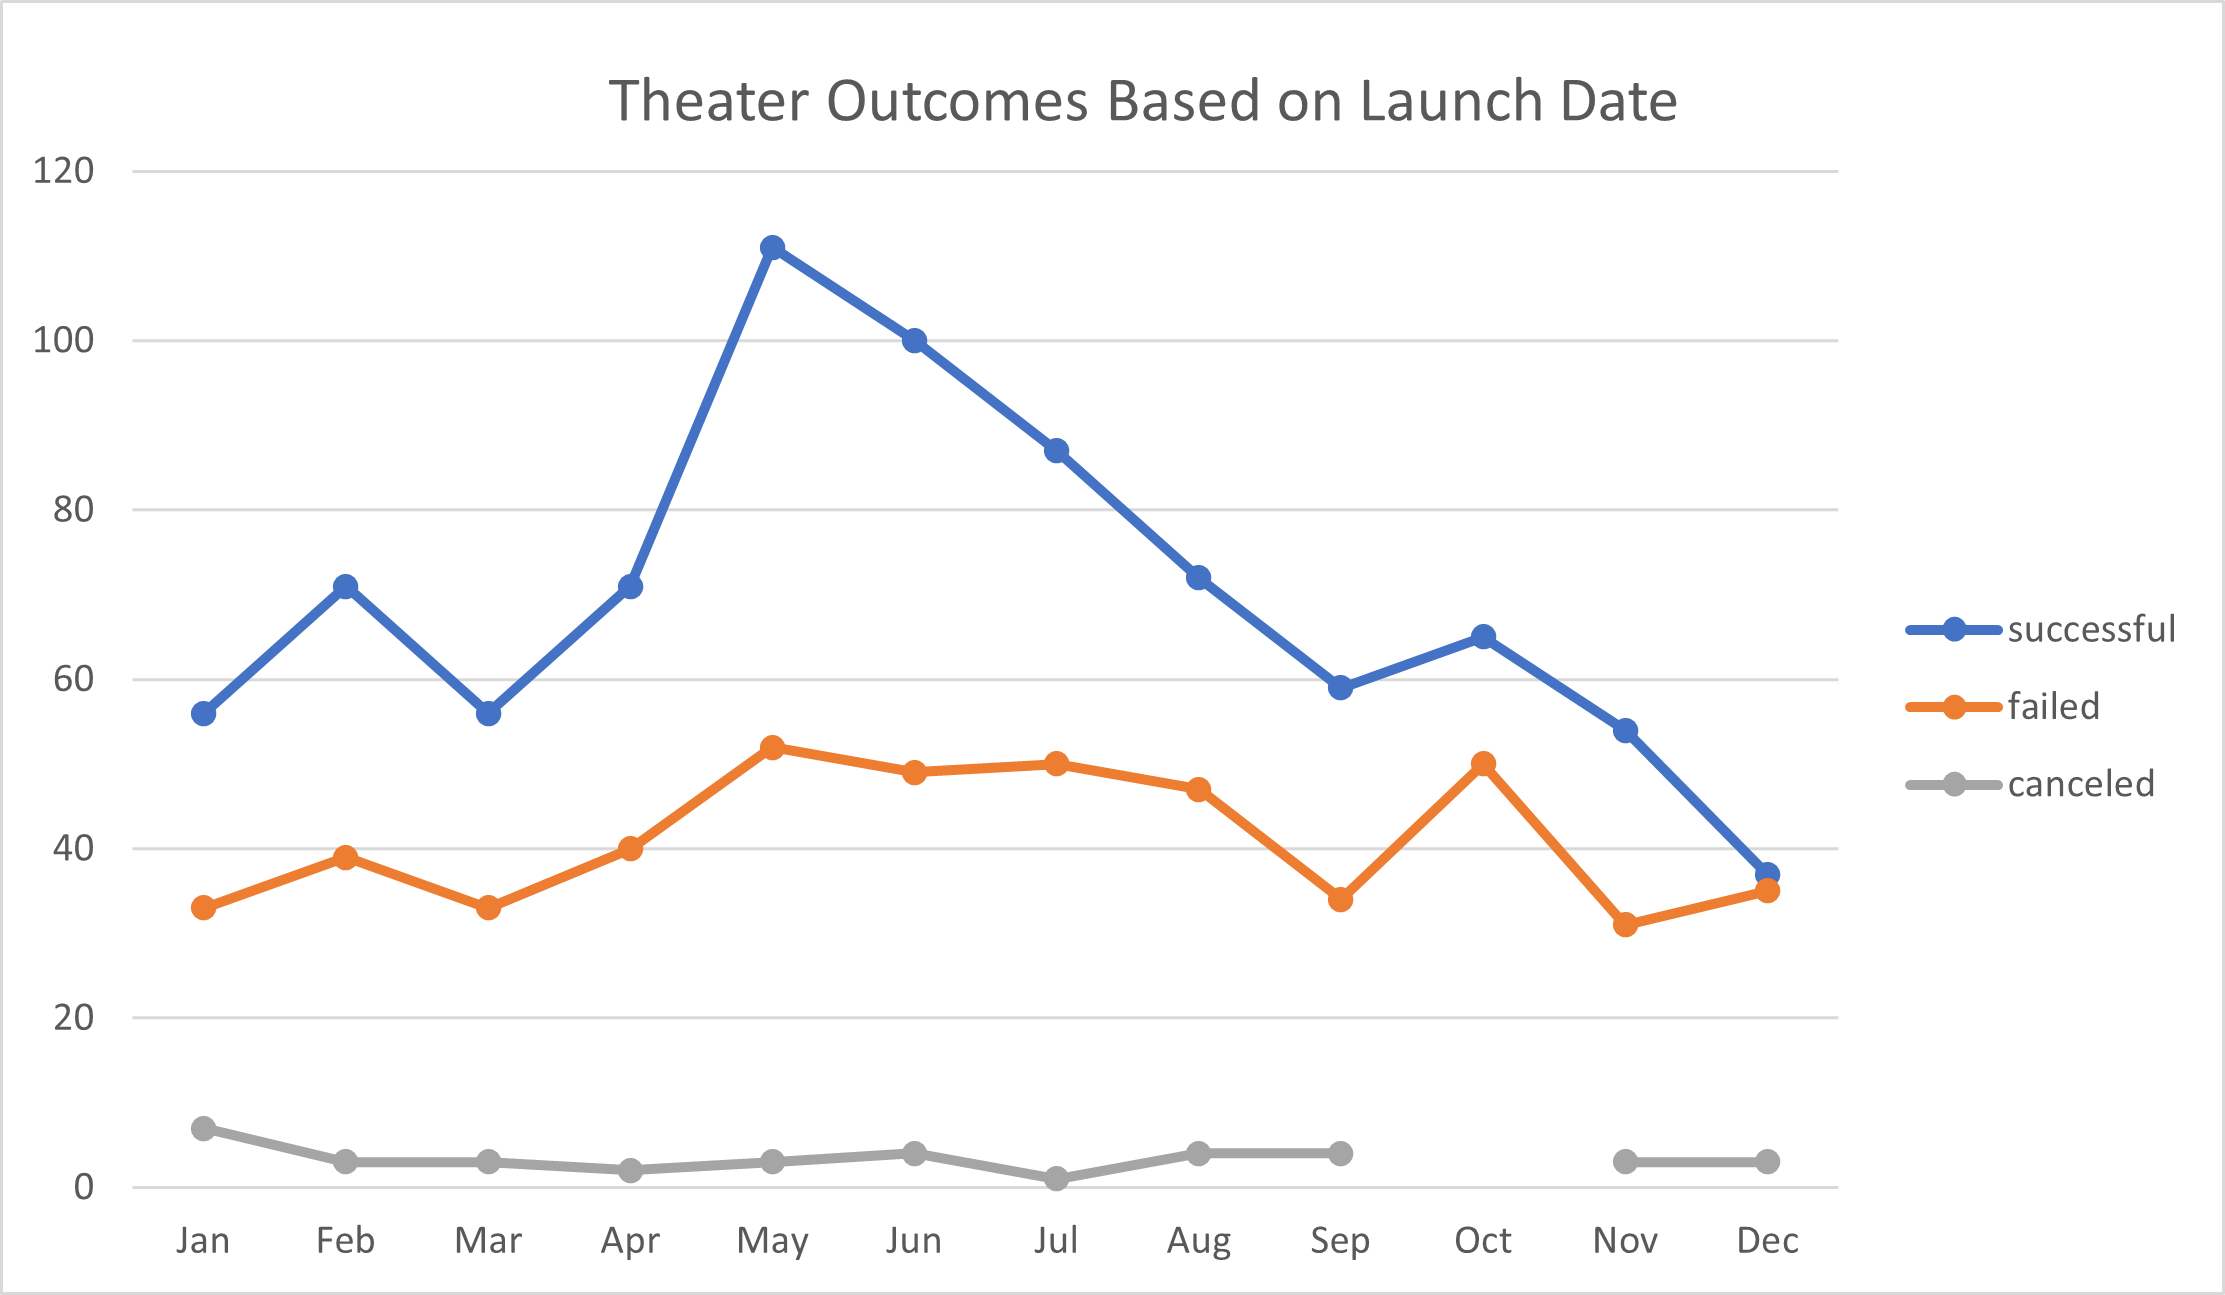 Theater Outcomes Based on Launch Date
120
100
80
60
40
20
0
Jan Feb Mar Apr May Jun Jul Aug Sep Oct Nov Dec
successful
failed
canceled